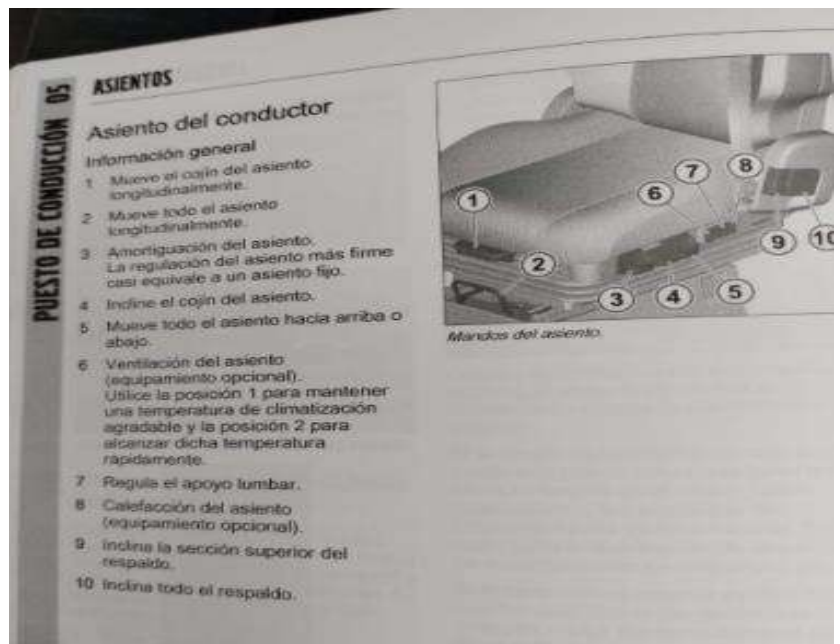 PUESTO DE CONDUCCIÓN 05
ASIENTOS
Asiento del conductor
Información general
1 Mueve el cojín del asiento
longitudinalmente.
2 Mueve todo el asiento
longitudinalmente.
3 Amortiguación del asiento.
La regulación del asiento más firme
casi equivale a un asiento fijo.
4 Incline el cojín del asiento.
5 Mueve todo el asiento hacia arriba o
abajo.
6 Ventilación del asiento
(equipamiento opcional).
Utilice la posición 1 para mantener
una temperatura de climatización
agradable y la posición 2 para
alcanzar dicha temperatura
rápidamente.
7 Regula el apoyo lumbar.
8 Calefacción del asiento
(equipamiento opcional).
9 Inclina la sección superior del
respaldo.
10 Inclina todo el respaldo.
1
2
3
4
5
6
7
8
9
10
Mandos del asiento.